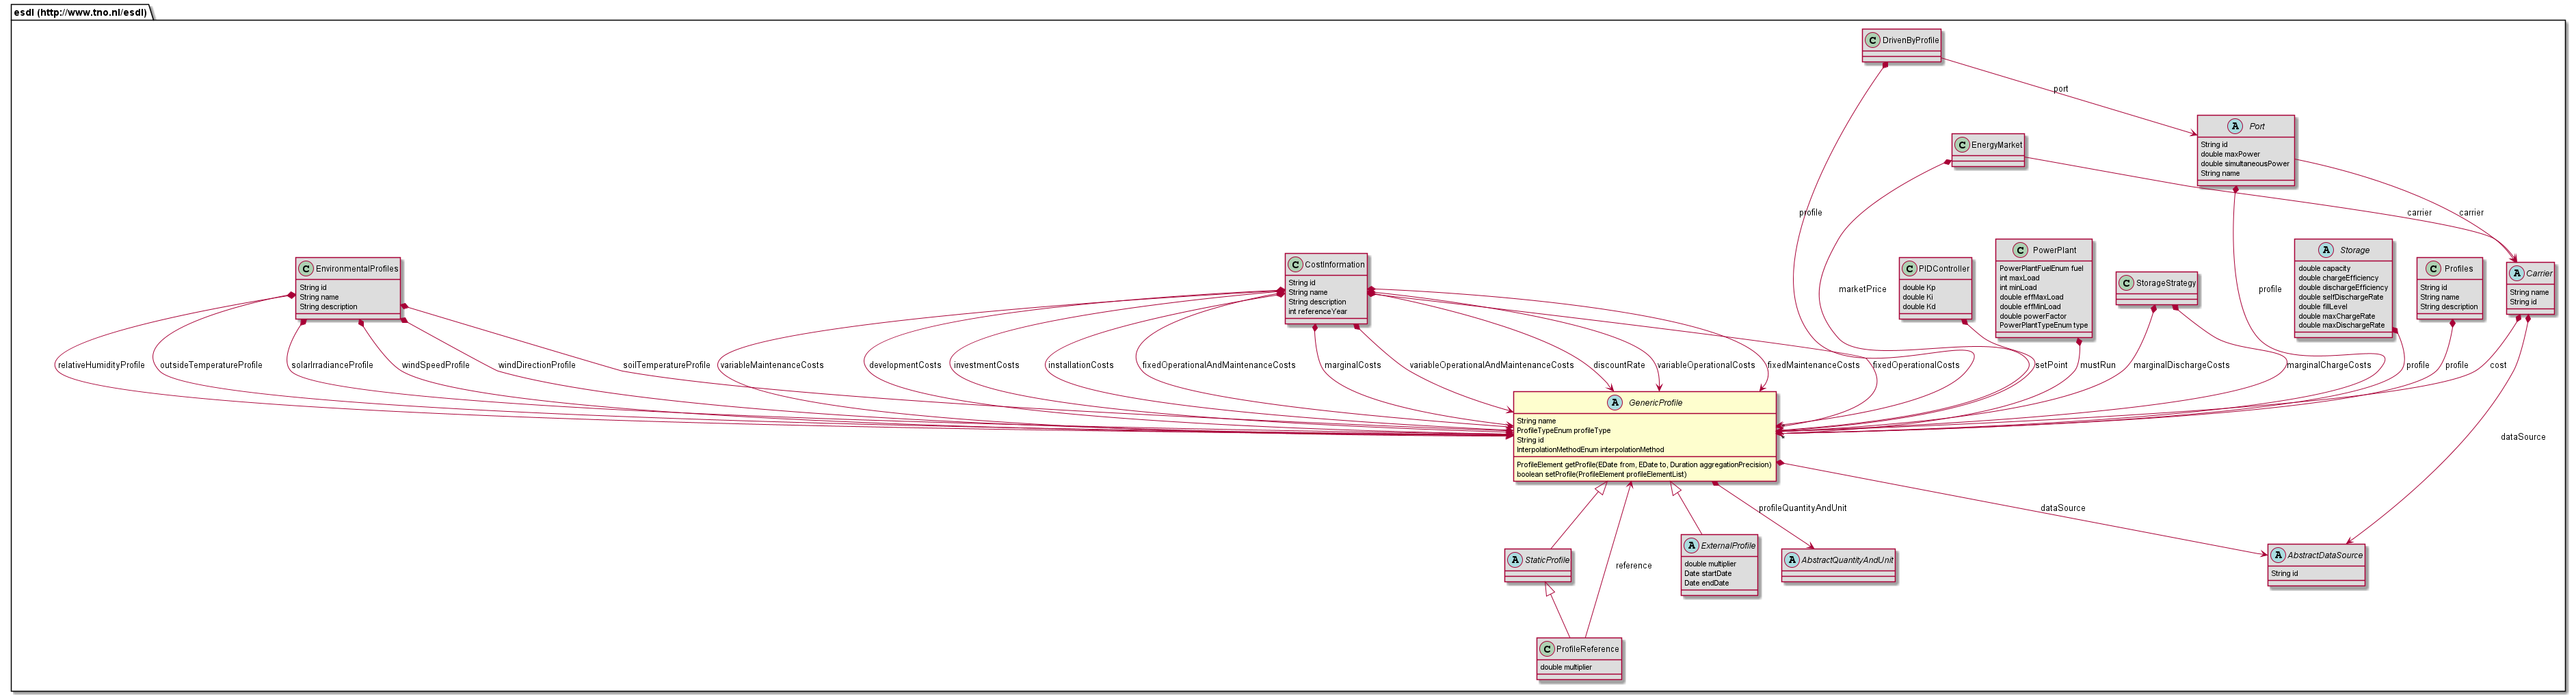 esdl (http://www.tno.nl/esdl)
C DrivenByProfile
port
A Port
String id
double maxPower
double simultaneousPower
String name
C EnergyMarket
profile
carrier
carrier
C EnvironmentalProfiles
String id
String name
String description
C CostInformation
String id
String name
String description
int referenceYear
marketPrice
C PIDController
double Kp
double Ki
double Kd
C PowerPlant
PowerPlantFuelEnum fuel
int maxLoad
int minLoad
double effMaxLoad
double effMinLoad
double powerFactor
PowerPlantTypeEnum type
C StorageStrategy
profile
A Storage
double capacity
double chargeEfficiency
double dischargeEfficiency
double selfDischargeRate
double fillLevel
double maxChargeRate
double maxDischargeRate
C Profiles
String id
String name
String description
A Carrier
String name
String id
relativeHumidityProfile
outsideTemperatureProfile
solarIrradianceProfile
windSpeedProfile
windDirectionProfile
soilTemperatureProfile
variableMaintenanceCosts
developmentCosts
investmentCosts
installationCosts
fixedOperationalAndMaintenanceCosts
marginalCosts
variableOperationalAndMaintenanceCosts
discountRate
variableOperationalCosts
fixedMaintenanceCosts
fixedOperationalCosts
setPoint
mustRun
marginalDischargeCosts
marginalChargeCosts
profile
profile
cost
A GenericProfile
String name
ProfileTypeEnum profileType
String id
InterpolationMethodEnum interpolationMethod
ProfileElement getProfile(EDate from, EDate to, Duration aggregationPrecision)
boolean setProfile(ProfileElement profileElementList)
dataSource
profileQuantityAndUnit
dataSource
A StaticProfile
reference
A ExternalProfile
double multiplier
Date startDate
Date endDate
A AbstractQuantityAndUnit
A AbstractDataSource
String id
C ProfileReference
double multiplier